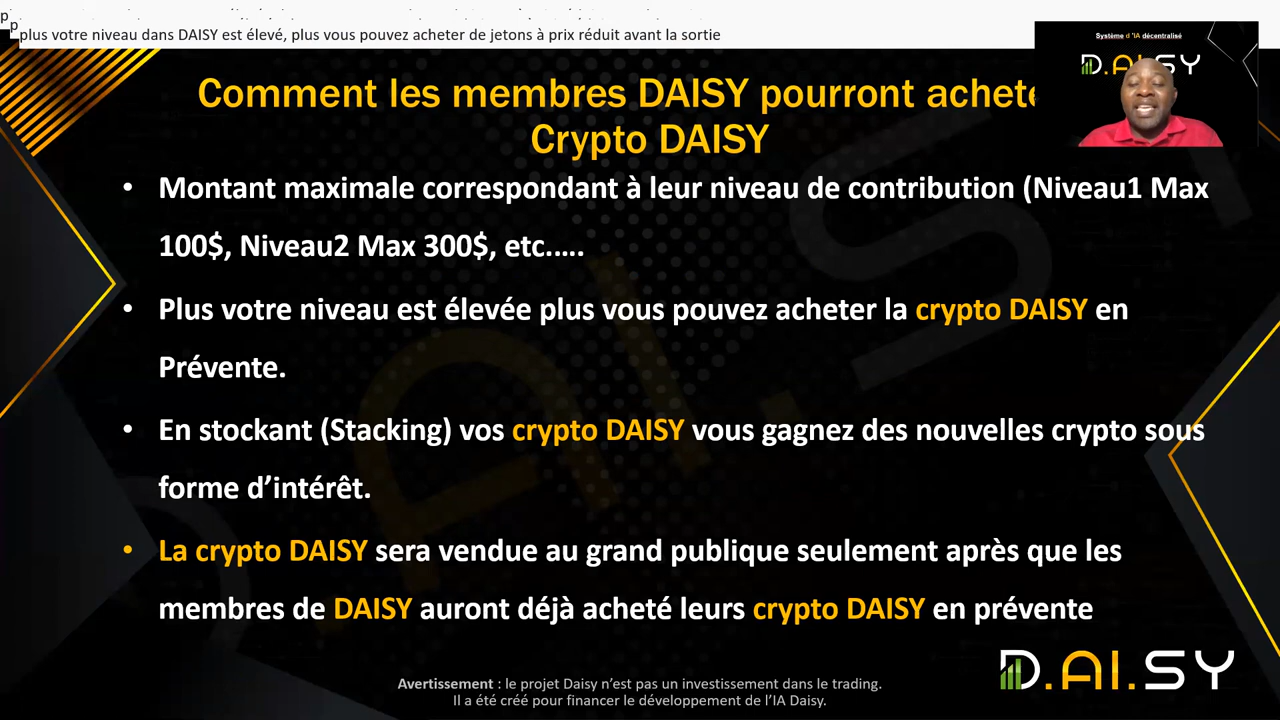 plus votre niveau dans DAISY est élevé, plus vous pouvez acheter de jetons à prix réduit avant la sortie
Système d 'IA décentralisé
D.AI.SY
Comment les membres DAISY pourront acheté
Crypto DAISY
• Montant maximale correspondant à leur niveau de contribution (Niveau1 Max
100$, Niveau2 Max 300$, etc.….
• Plus votre niveau est élevée plus vous pouvez acheter la crypto DAISY en
Prévente.
• En stockant (Stacking) vos crypto DAISY vous gagnez des nouvelles crypto sous
forme d’intérêt.
• La crypto DAISY sera vendue au grand publique seulement après que les
membres de DAISY auront déjà acheté leurs crypto DAISY en prévente
D.AI.SY
Avertissement : le projet Daisy n’est pas un investissement dans le trading.
Il a été créé pour financer le développement de l’IA Daisy.